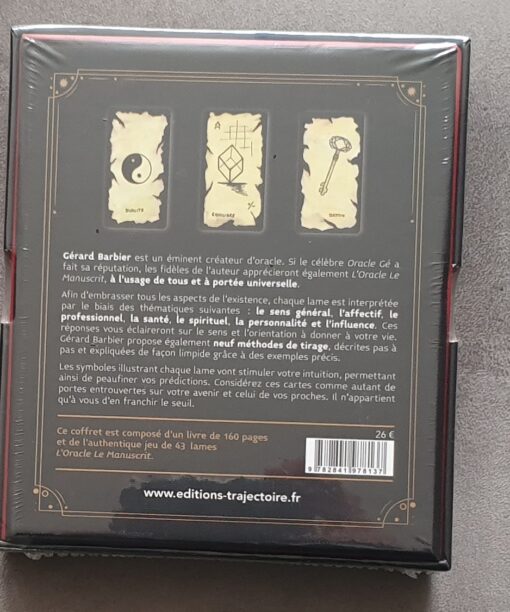 A
DUALITÉ
4/
DESTIN
Gérard Barbier est un éminent créateur d'oracle. Si le célèbre Oracle Gé a
fait sa réputation, les fidèles de l'auteur apprécieront également L'Oracle Le
Manuscrit, à l'usage de tous et à portée universelle.
Afin d'embrasser tous les aspects de l'existence, chaque lame est interprétée
par le biais des thématiques suivantes : le sens général, l'affectif, le
professionnel, la santé, le spirituel, la personnalité et l'influence. Ces
réponses vous éclaireront sur le sens et l'orientation à donner à votre vie.
Gérard Barbier propose également neuf méthodes de tirage, décrites pas à
pas et expliquées de façon limpide grâce à des exemples précis.
Les symboles illustrant chaque lame vont stimuler votre intuition, permettant
ainsi de peaufiner vos prédictions. Considérez ces cartes comme autant de
portes entrouvertes sur votre avenir et celui de vos proches. Il n'appartient
qu'à vous d'en franchir le seuil.
Ce coffret est composé d'un livre de 160 pages
et de l'authentique jeu de 43 lames
L'Oracle Le Manuscrit.
26 €
9 782841 978137
www.editions-trajectoire.fr